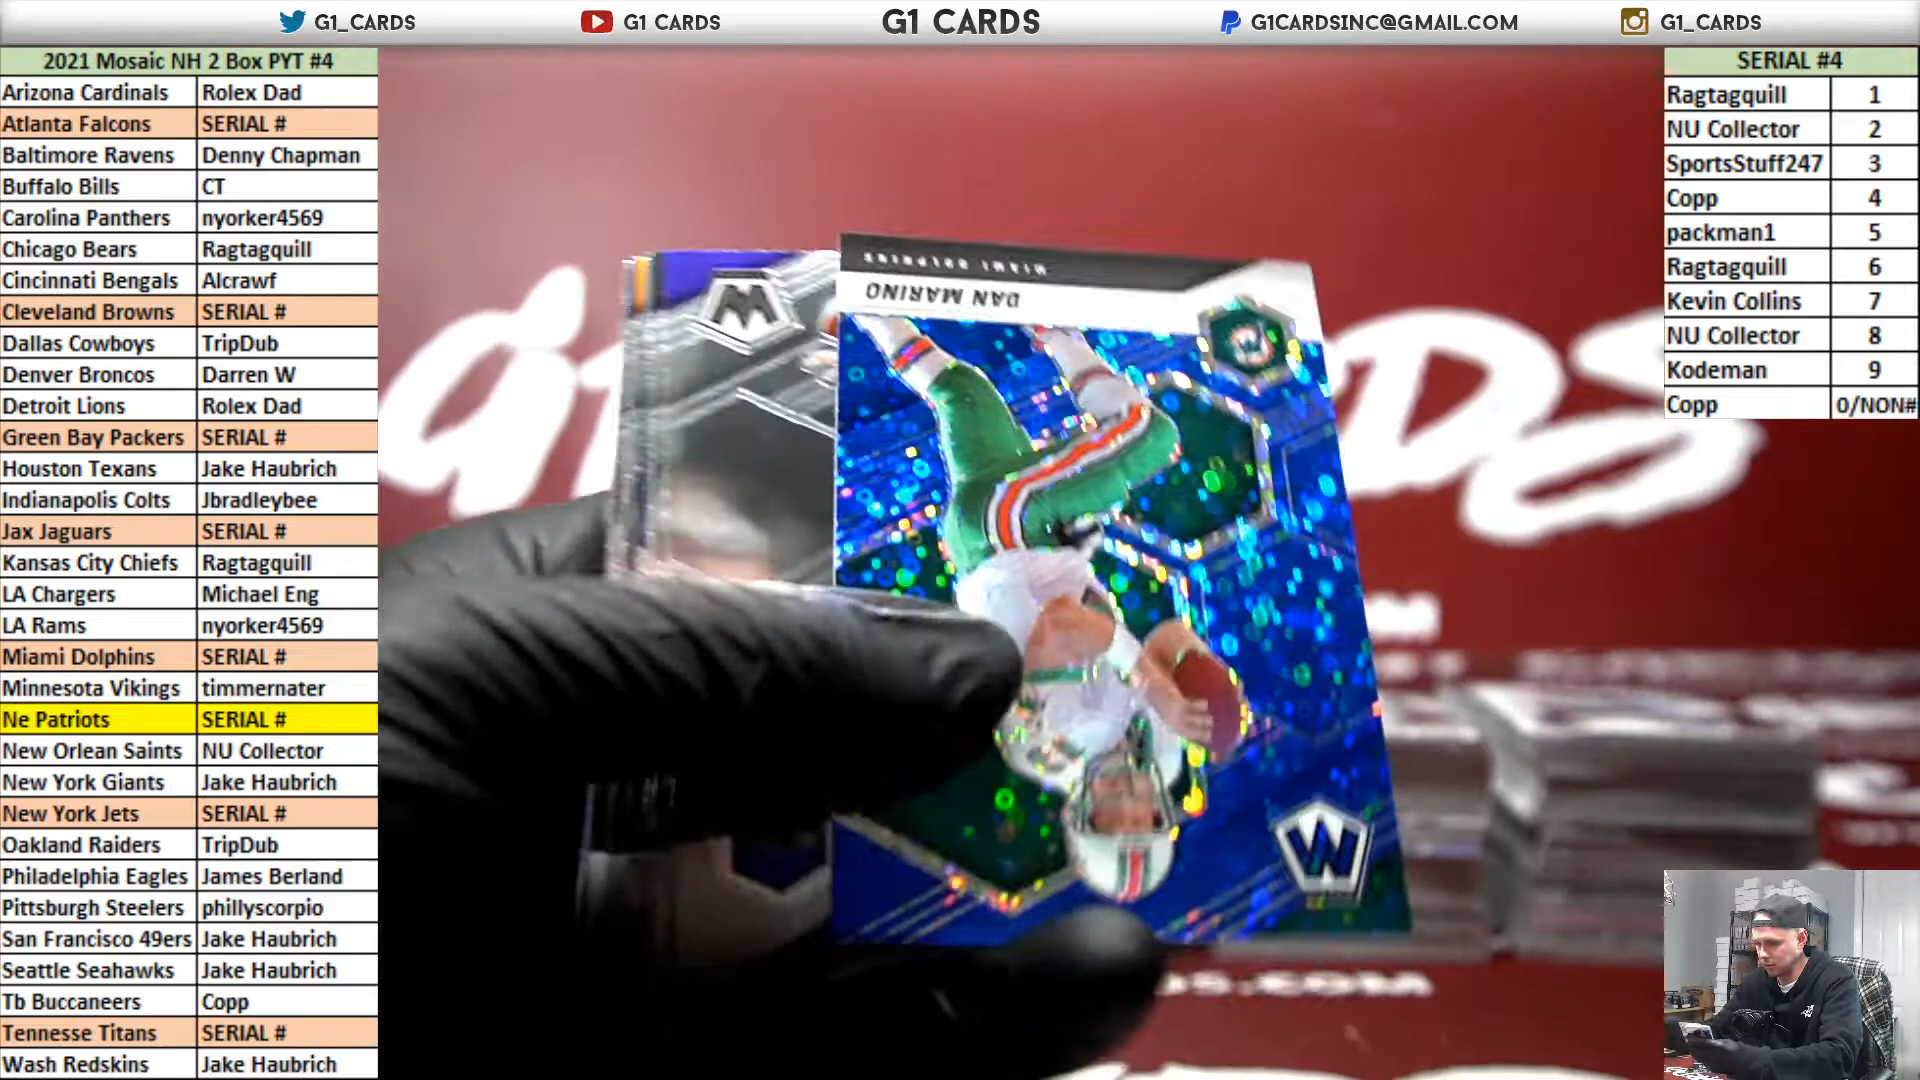 G1_CARDS G1 CARDS G1 CARDS G1CARDSINC@GMAIL.COM G1_CARDS
2021 Mosaic NH 2 Box PYT #4
Arizona Cardinals Rolex Dad
Atlanta Falcons SERIAL #
Baltimore Ravens Denny Chapman
Buffalo Bills CT
Carolina Panthers nyorker4569
Chicago Bears Ragtagquill
Cincinnati Bengals Alcrawf
Cleveland Browns SERIAL #
Dallas Cowboys TripDub
Denver Broncos Darren W
Detroit Lions Rolex Dad
Green Bay Packers SERIAL #
Houston Texans Jake Haubrich
Indianapolis Colts Jbradleybee
Jax Jaguars SERIAL #
Kansas City Chiefs Ragtagquill
LA Chargers Michael Eng
LA Rams nyorker4569
Miami Dolphins SERIAL #
Minnesota Vikings timmernater
Ne Patriots SERIAL #
New Orlean Saints NU Collector
New York Giants Jake Haubrich
New York Jets SERIAL #
Oakland Raiders TripDub
Philadelphia Eagles James Berland
Pittsburgh Steelers phillyscorpio
San Francisco 49ers Jake Haubrich
Seattle Seahawks Jake Haubrich
Tb Buccaneers Copp
Tennesse Titans SERIAL #
Wash Redskins Jake Haubrich
MIAMI DOLPHINS
DAN MARINO
SERIAL #4
Ragtagquill 1
NU Collector 2
SportsStuff247 3
Copp 4
packman1 5
Ragtagquill 6
Kevin Collins 7
NU Collector 8
Kodeman 9
Copp 0/NON#